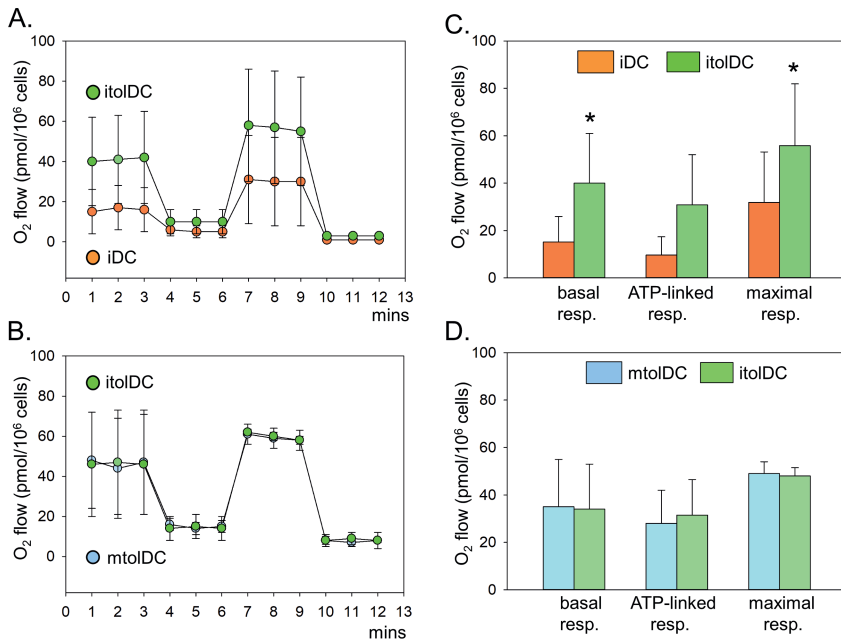 A.
O₂ flow (pmol/10⁶ cells)
100
80
60
40
20
0
itolDC
iDC
0 1 2 3 4 5 6 7 8 9 10 11 12 13
mins
B.
O₂ flow (pmol/10⁶ cells)
100
80
60
40
20
0
itolDC
mtolDC
0 1 2 3 4 5 6 7 8 9 10 11 12 13
mins
C.
O₂ flow (pmol/10⁶ cells)
100
80
60
40
20
0
iDC itolDC
*
*
basal ATP-linked maximal
resp. resp. resp.
D.
O₂ flow (pmol/10⁶ cells)
100
80
60
40
20
0
mtolDC itolDC
basal ATP-linked maximal
resp. resp. resp.